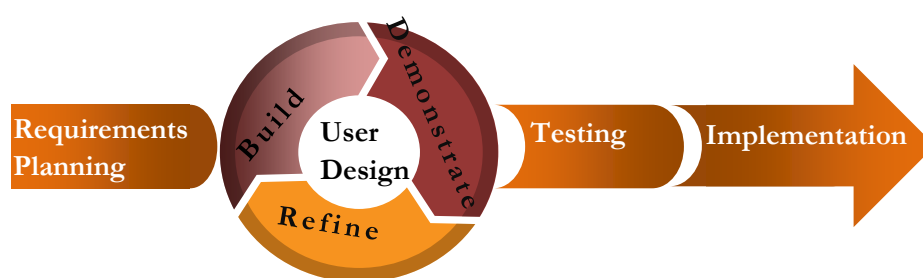 Requirements
Planning
Build
Demonstrate
Refine
User
Design
Testing
Implementation